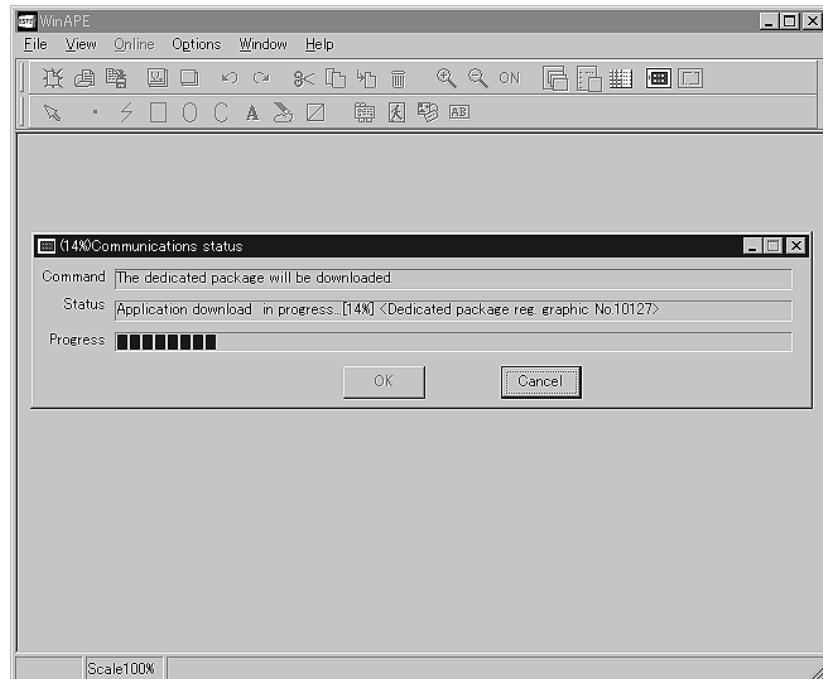 WinAPE
File View Online Options Window Help
ON
A AB
(14%)Communications status
Command The dedicated package will be downloaded.
Status Application download in progress...[14%] <Dedicated package reg. graphic No.10127>
Progress
OK Cancel
Scale100%